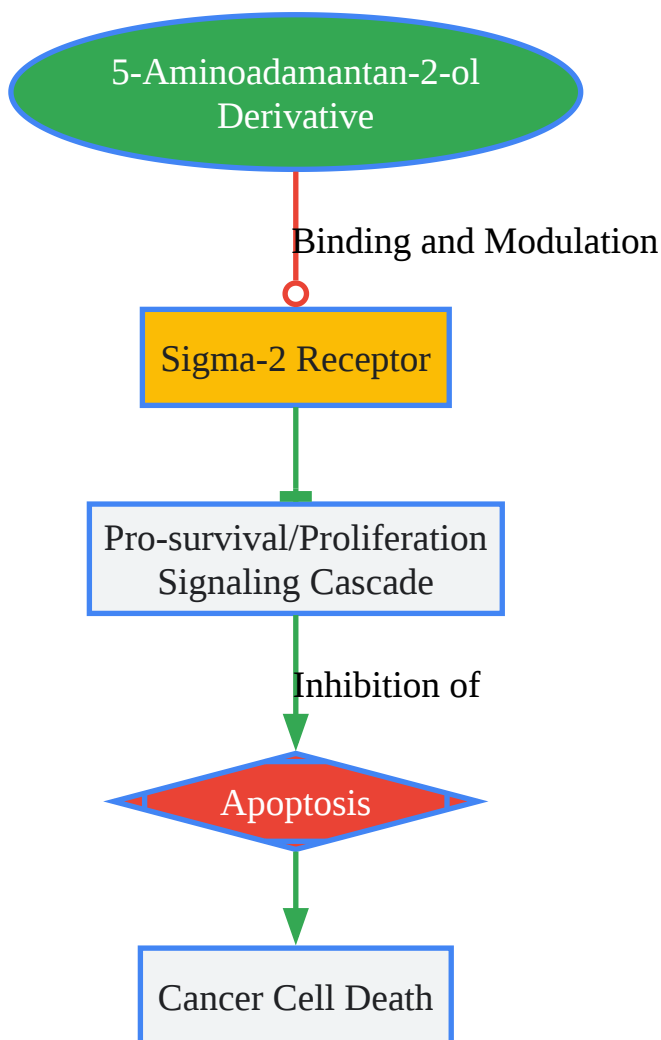 5-Aminoadamantan-2-ol
Derivative
Binding and Modulation
Sigma-2 Receptor
Pro-survival/Proliferation
Signaling Cascade
Inhibition of
Apoptosis
Cancer Cell Death